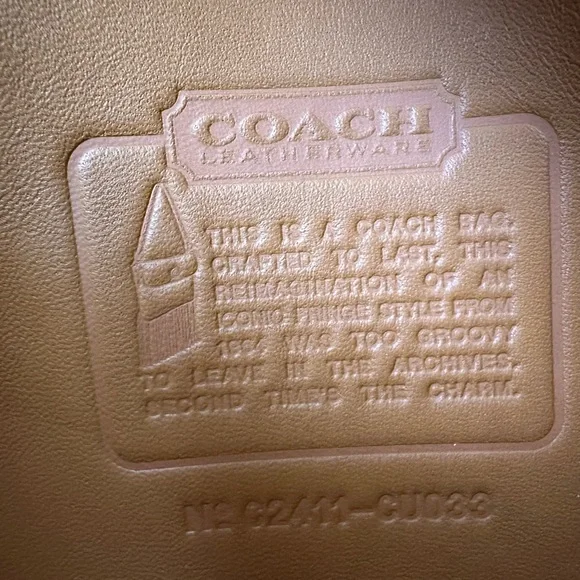 COACH
LEATHERWARE
THIS IS A COACH BAG.
CRAFTED TO LAST, THIS
REIMAGINATION OF AN
ICONIC FRINGE STYLE FROM
WAS TOO GROOVY
TO LEAVE IN THE ARCHIVES.
SECOND TIME'S THE CHARM.
Nº C2411-CU033